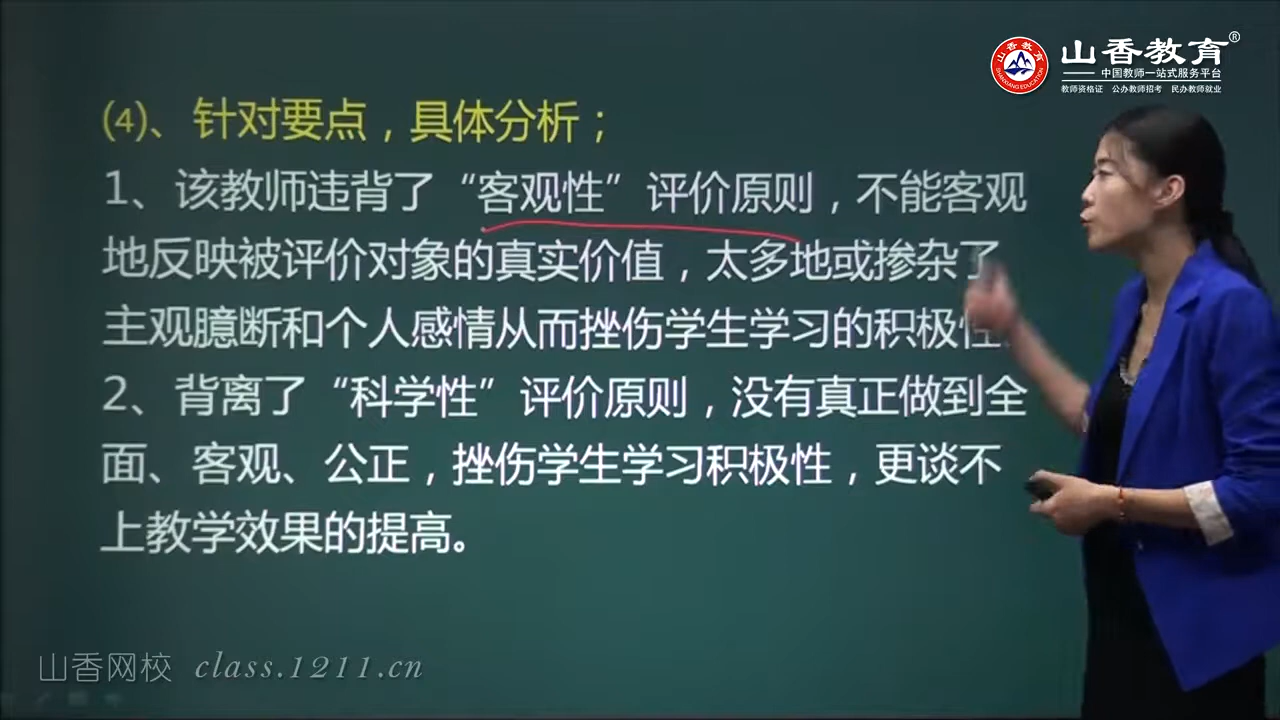 山香教育®
中国教师一站式服务平台
教师资格证 公办教师招考 民办教师就业
(4)、针对要点，具体分析；
1、该教师违背了“客观性”评价原则，不能客观
地反映被评价对象的真实价值，太多地或掺杂了
主观臆断和个人感情从而挫伤学生学习的积极性
2、背离了“科学性”评价原则，没有真正做到全
面、客观、公正，挫伤学生学习积极性，更谈不
上教学效果的提高。
山香网校 class.1211.cn